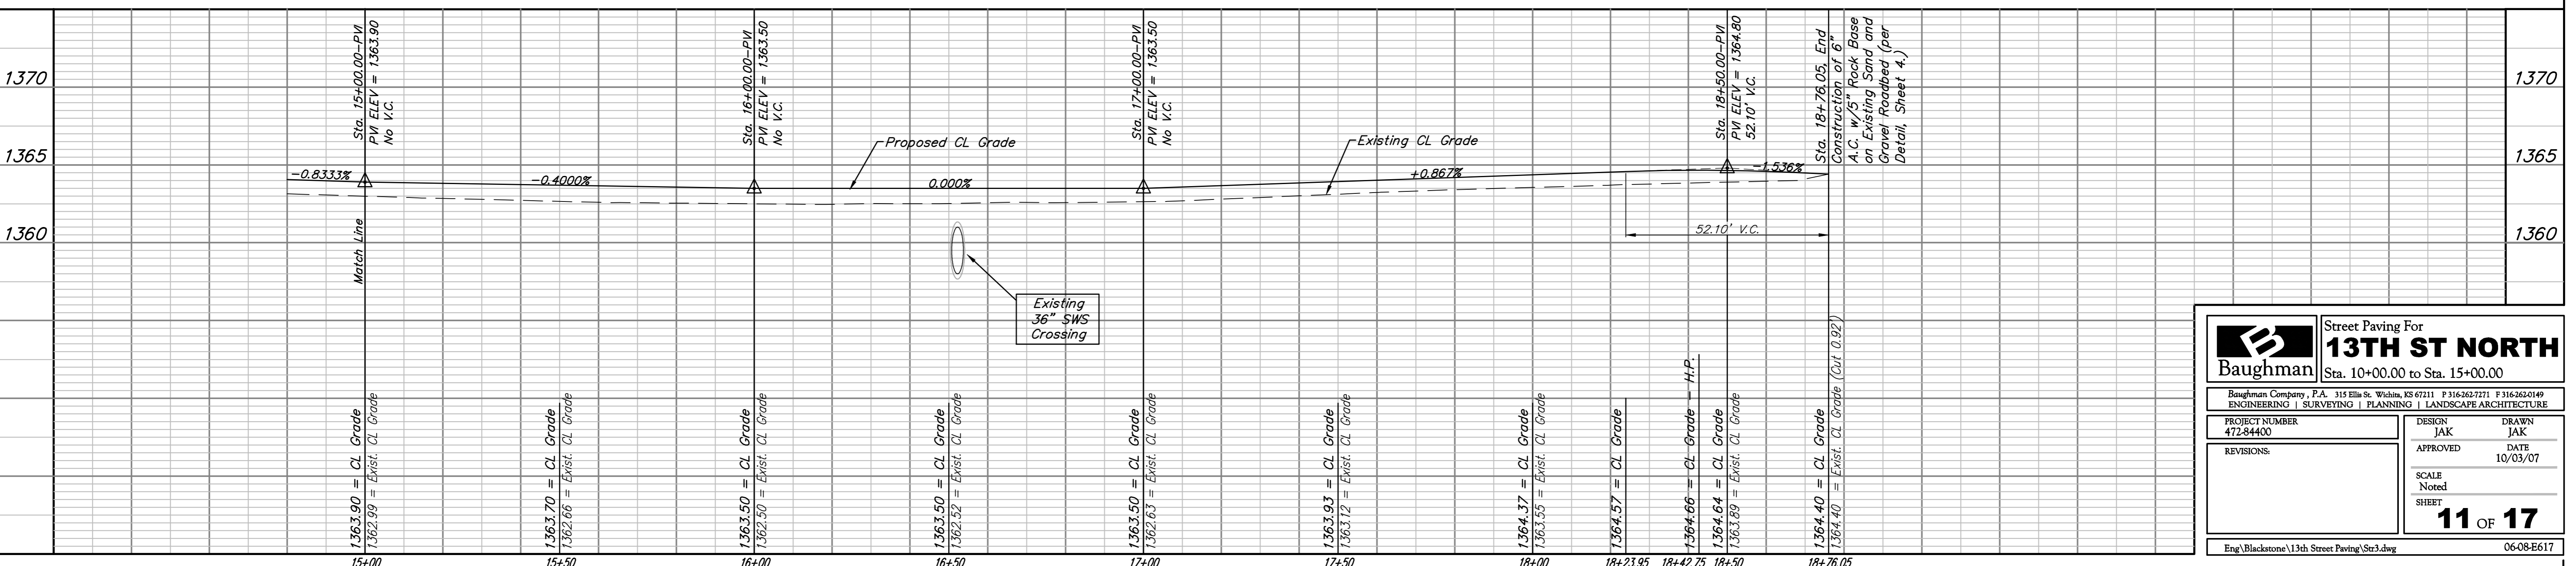 Sta. 15+00.00-PVI
PVI ELEV = 1363.90
No V.C.
Sta. 16+00.00-PVI
PVI ELEV = 1363.50
No V.C.
Sta. 17+00.00-PVI
PVI ELEV = 1363.50
No V.C.
Sta. 18+50.00-PVI
PVI ELEV = 1364.80
52.10' V.C.
Sta. 18+76.05, End
Construction of 6"
A.C. w/5" Rock Base
on Existing Sand and
Gravel Roadbed (per
Detail, Sheet 4.)
1370
1370
1365
1365
1360
1360
Proposed CL Grade
Existing CL Grade
-0.8333%
-0.4000%
0.000%
+0.867%
-1.536%
Match Line
52.10' V.C.
Existing
36" SWS
Crossing
1363.90 = CL Grade
1362.99 = Exist. CL Grade
1363.70 = CL Grade
1362.66 = Exist. CL Grade
1363.50 = CL Grade
1362.50 = Exist. CL Grade
1363.50 = CL Grade
1362.52 = Exist. CL Grade
1363.50 = CL Grade
1362.63 = Exist. CL Grade
1363.93 = CL Grade
1363.12 = Exist. CL Grade
1364.37 = CL Grade
1363.55 = Exist. CL Grade
1364.57 = CL Grade
1364.66 = CL Grade - H.P.
1364.64 = CL Grade
1363.89 = Exist. CL Grade
1364.40 = CL Grade
1364.40 = Exist. CL Grade (Cut 0.92')
15+00
15+50
16+00
16+50
17+00
17+50
18+00
18+23.95
18+42.75
18+50
18+76.05
B
Baughman
Street Paving For
13TH ST NORTH
Sta. 10+00.00 to Sta. 15+00.00
Baughman Company, P.A. 315 Ellis St. Wichita, KS 67211 P 316-262-7271 F 316-262-0149
ENGINEERING | SURVEYING | PLANNING | LANDSCAPE ARCHITECTURE
PROJECT NUMBER
472-84400
DESIGN
JAK
DRAWN
JAK
REVISIONS:
APPROVED
DATE
10/03/07
SCALE
Noted
SHEET
11 OF 17
Eng\Blackstone\13th Street Paving\Str3.dwg
06-08-E617